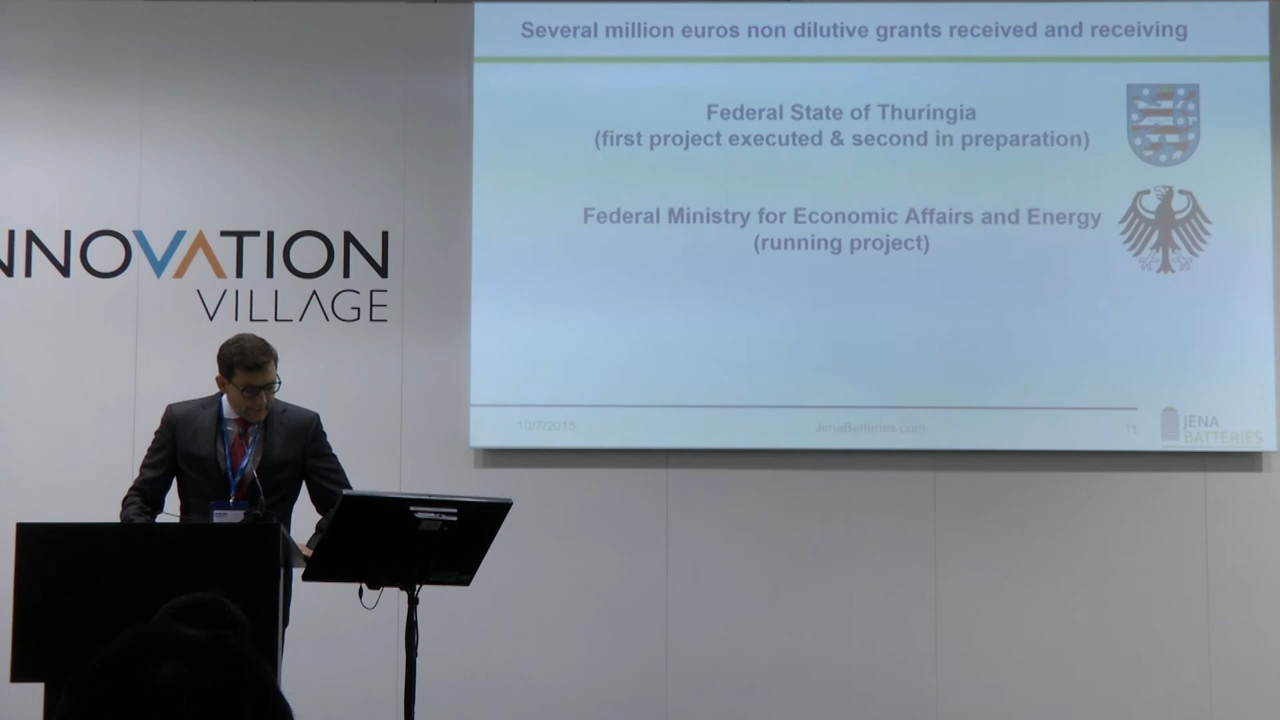 Several million euros non dilutive grants received and receiving
Federal State of Thuringia
(first project executed & second in preparation)
Federal Ministry for Economic Affairs and Energy
(running project)
10/7/2015
JenaBatteries.com
11
JENA
BATTERIES
NNOVATION
VILLAGE